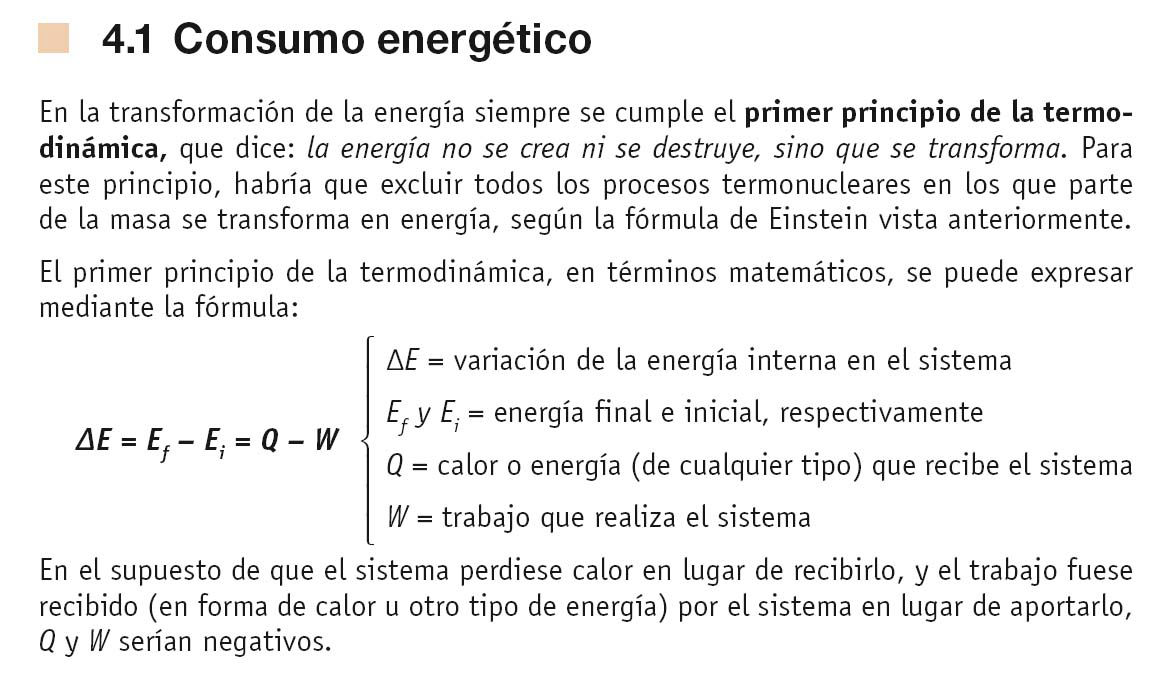 4.1 Consumo energético
En la transformación de la energía siempre se cumple el primer principio de la termo-
dinámica, que dice: la energía no se crea ni se destruye, sino que se transforma. Para
este principio, habría que excluir todos los procesos termonucleares en los que parte
de la masa se transforma en energía, según la fórmula de Einstein vista anteriormente.
El primer principio de la termodinámica, en términos matemáticos, se puede expresar
mediante la fórmula:
ΔE = E_f – E_i = Q – W
ΔE = variación de la energía interna en el sistema
E_f y E_i = energía final e inicial, respectivamente
Q = calor o energía (de cualquier tipo) que recibe el sistema
W = trabajo que realiza el sistema
En el supuesto de que el sistema perdiese calor en lugar de recibirlo, y el trabajo fuese
recibido (en forma de calor u otro tipo de energía) por el sistema en lugar de aportarlo,
Q y W serían negativos.